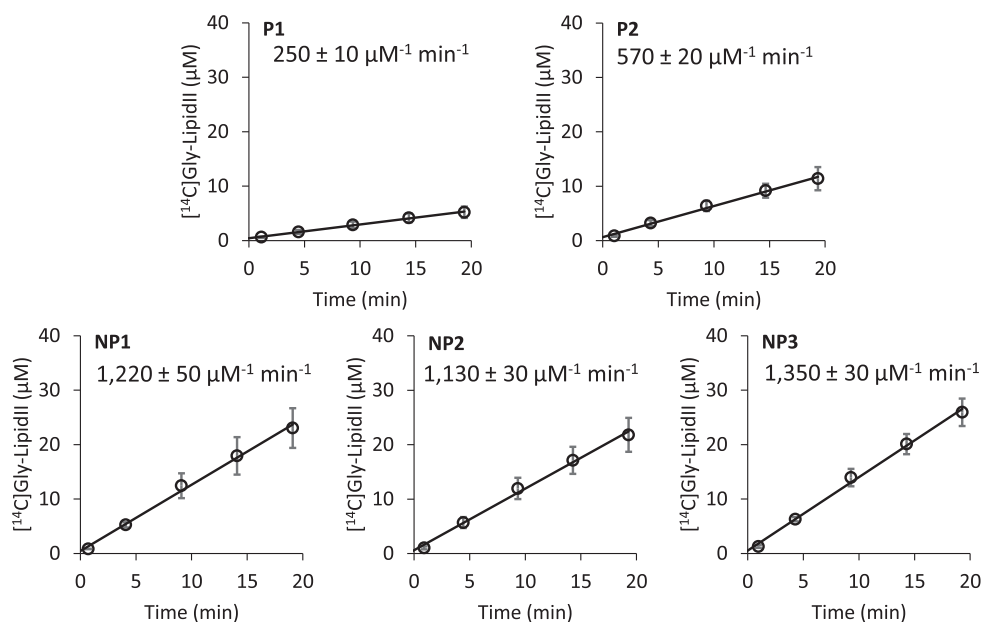 P1
250 ± 10 µM⁻¹ min⁻¹
[¹⁴C]Gly-LipidII (µM)
40
30
20
10
0
0 5 10 15 20
Time (min)
P2
570 ± 20 µM⁻¹ min⁻¹
[¹⁴C]Gly-LipidII (µM)
40
30
20
10
0
0 5 10 15 20
Time (min)
NP1
1,220 ± 50 µM⁻¹ min⁻¹
[¹⁴C]Gly-LipidII (µM)
40
30
20
10
0
0 5 10 15 20
Time (min)
NP2
1,130 ± 30 µM⁻¹ min⁻¹
[¹⁴C]Gly-LipidII (µM)
40
30
20
10
0
0 5 10 15 20
Time (min)
NP3
1,350 ± 30 µM⁻¹ min⁻¹
[¹⁴C]Gly-LipidII (µM)
40
30
20
10
0
0 5 10 15 20
Time (min)